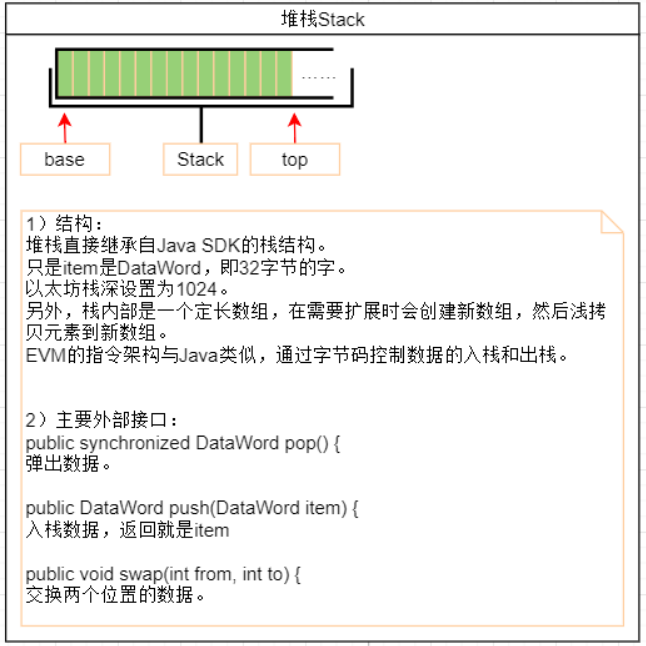 堆栈Stack
……
base
Stack
top
1）结构：
堆栈直接继承自Java SDK的栈结构。
只是item是DataWord，即32字节的字。
以太坊栈深设置为1024。
另外，栈内部是一个定长数组，在需要扩展时会创建新数组，然后浅拷
贝元素到新数组。
EVM的指令架构与Java类似，通过字节码控制数据的入栈和出栈。
2）主要外部接口：
public synchronized DataWord pop() {
弹出数据。
public DataWord push(DataWord item) {
入栈数据，返回就是item
public void swap(int from, int to) {
交换两个位置的数据。